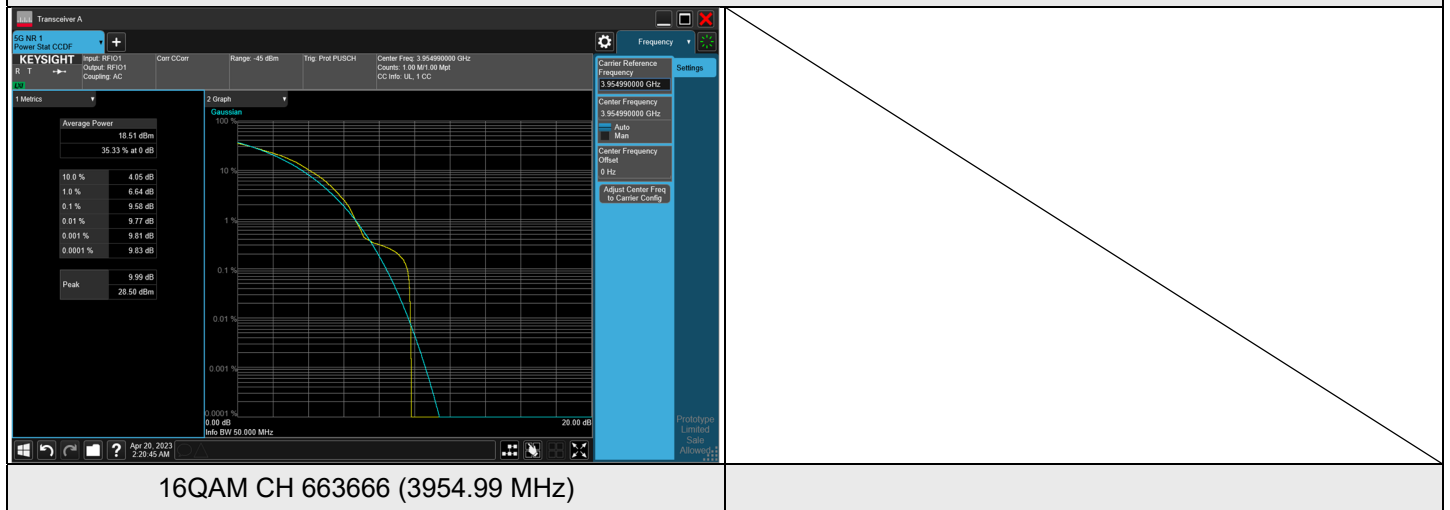 Transceiver A
5G NR 1
Power Stat CCDF
+
Frequency
KEYSIGHT
R T
LXI
Input: RFIO1
Output: RFIO1
Coupling: AC
Corr CCorr
Range: -45 dBm
Trig: Prot PUSCH
Center Freq: 3.954990000 GHz
Counts: 1.00 M/1.00 Mpt
CC Info: UL, 1 CC
Carrier Reference
Frequency
3.954990000 GHz
Settings
Center Frequency
3.954990000 GHz
Auto
Man
Center Frequency
Offset
0 Hz
Adjust Center Freq
to Carrier Config
1 Metrics
Average Power
18.51 dBm
35.33 % at 0 dB
10.0 % 4.05 dB
1.0 % 6.64 dB
0.1 % 9.58 dB
0.01 % 9.77 dB
0.001 % 9.81 dB
0.0001 % 9.83 dB
Peak
9.99 dB
28.50 dBm
2 Graph
Gaussian
100 %
10 %
1 %
0.1 %
0.01 %
0.001 %
0.0001 %
0.00 dB
20.00 dB
Info BW 50.000 MHz
Prototype
Limited
Sale
Allowed
?
Apr 20, 2023
2:20:45 AM
16QAM CH 663666 (3954.99 MHz)